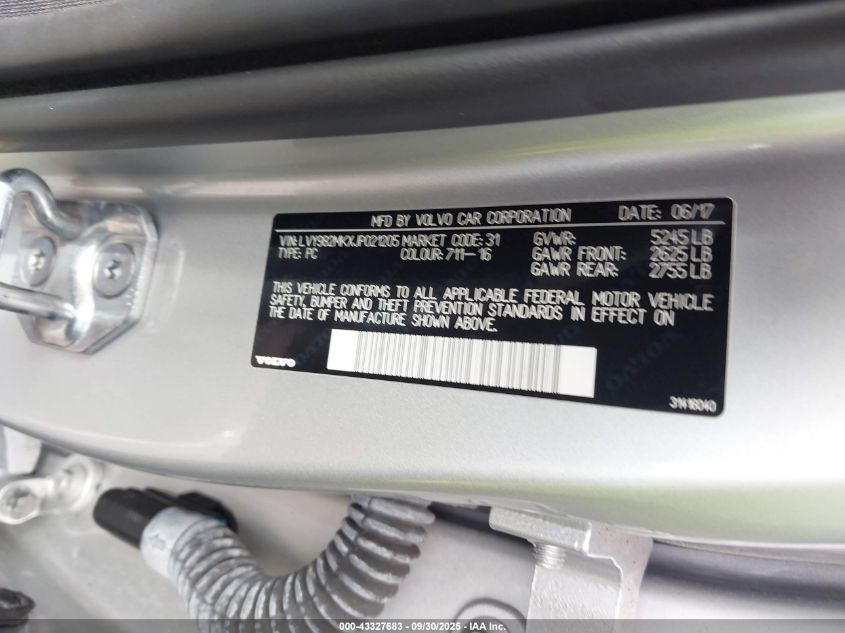 MFD BY VOLVO CAR CORPORATION DATE: 06/17
VIN: LVY982MKXJP021205 MARKET CODE: 31 GVWR: 5245 LB
TYPE: PC COLOUR: 711-16 GAWR FRONT: 2625 LB
GAWR REAR: 2755 LB
THIS VEHICLE CONFORMS TO ALL APPLICABLE FEDERAL MOTOR VEHICLE
SAFETY, BUMPER AND THEFT PREVENTION STANDARDS IN EFFECT ON
THE DATE OF MANUFACTURE SHOWN ABOVE.
VOLVO
31416040
000-43327683 / 09/30/2025 / IAA Inc.